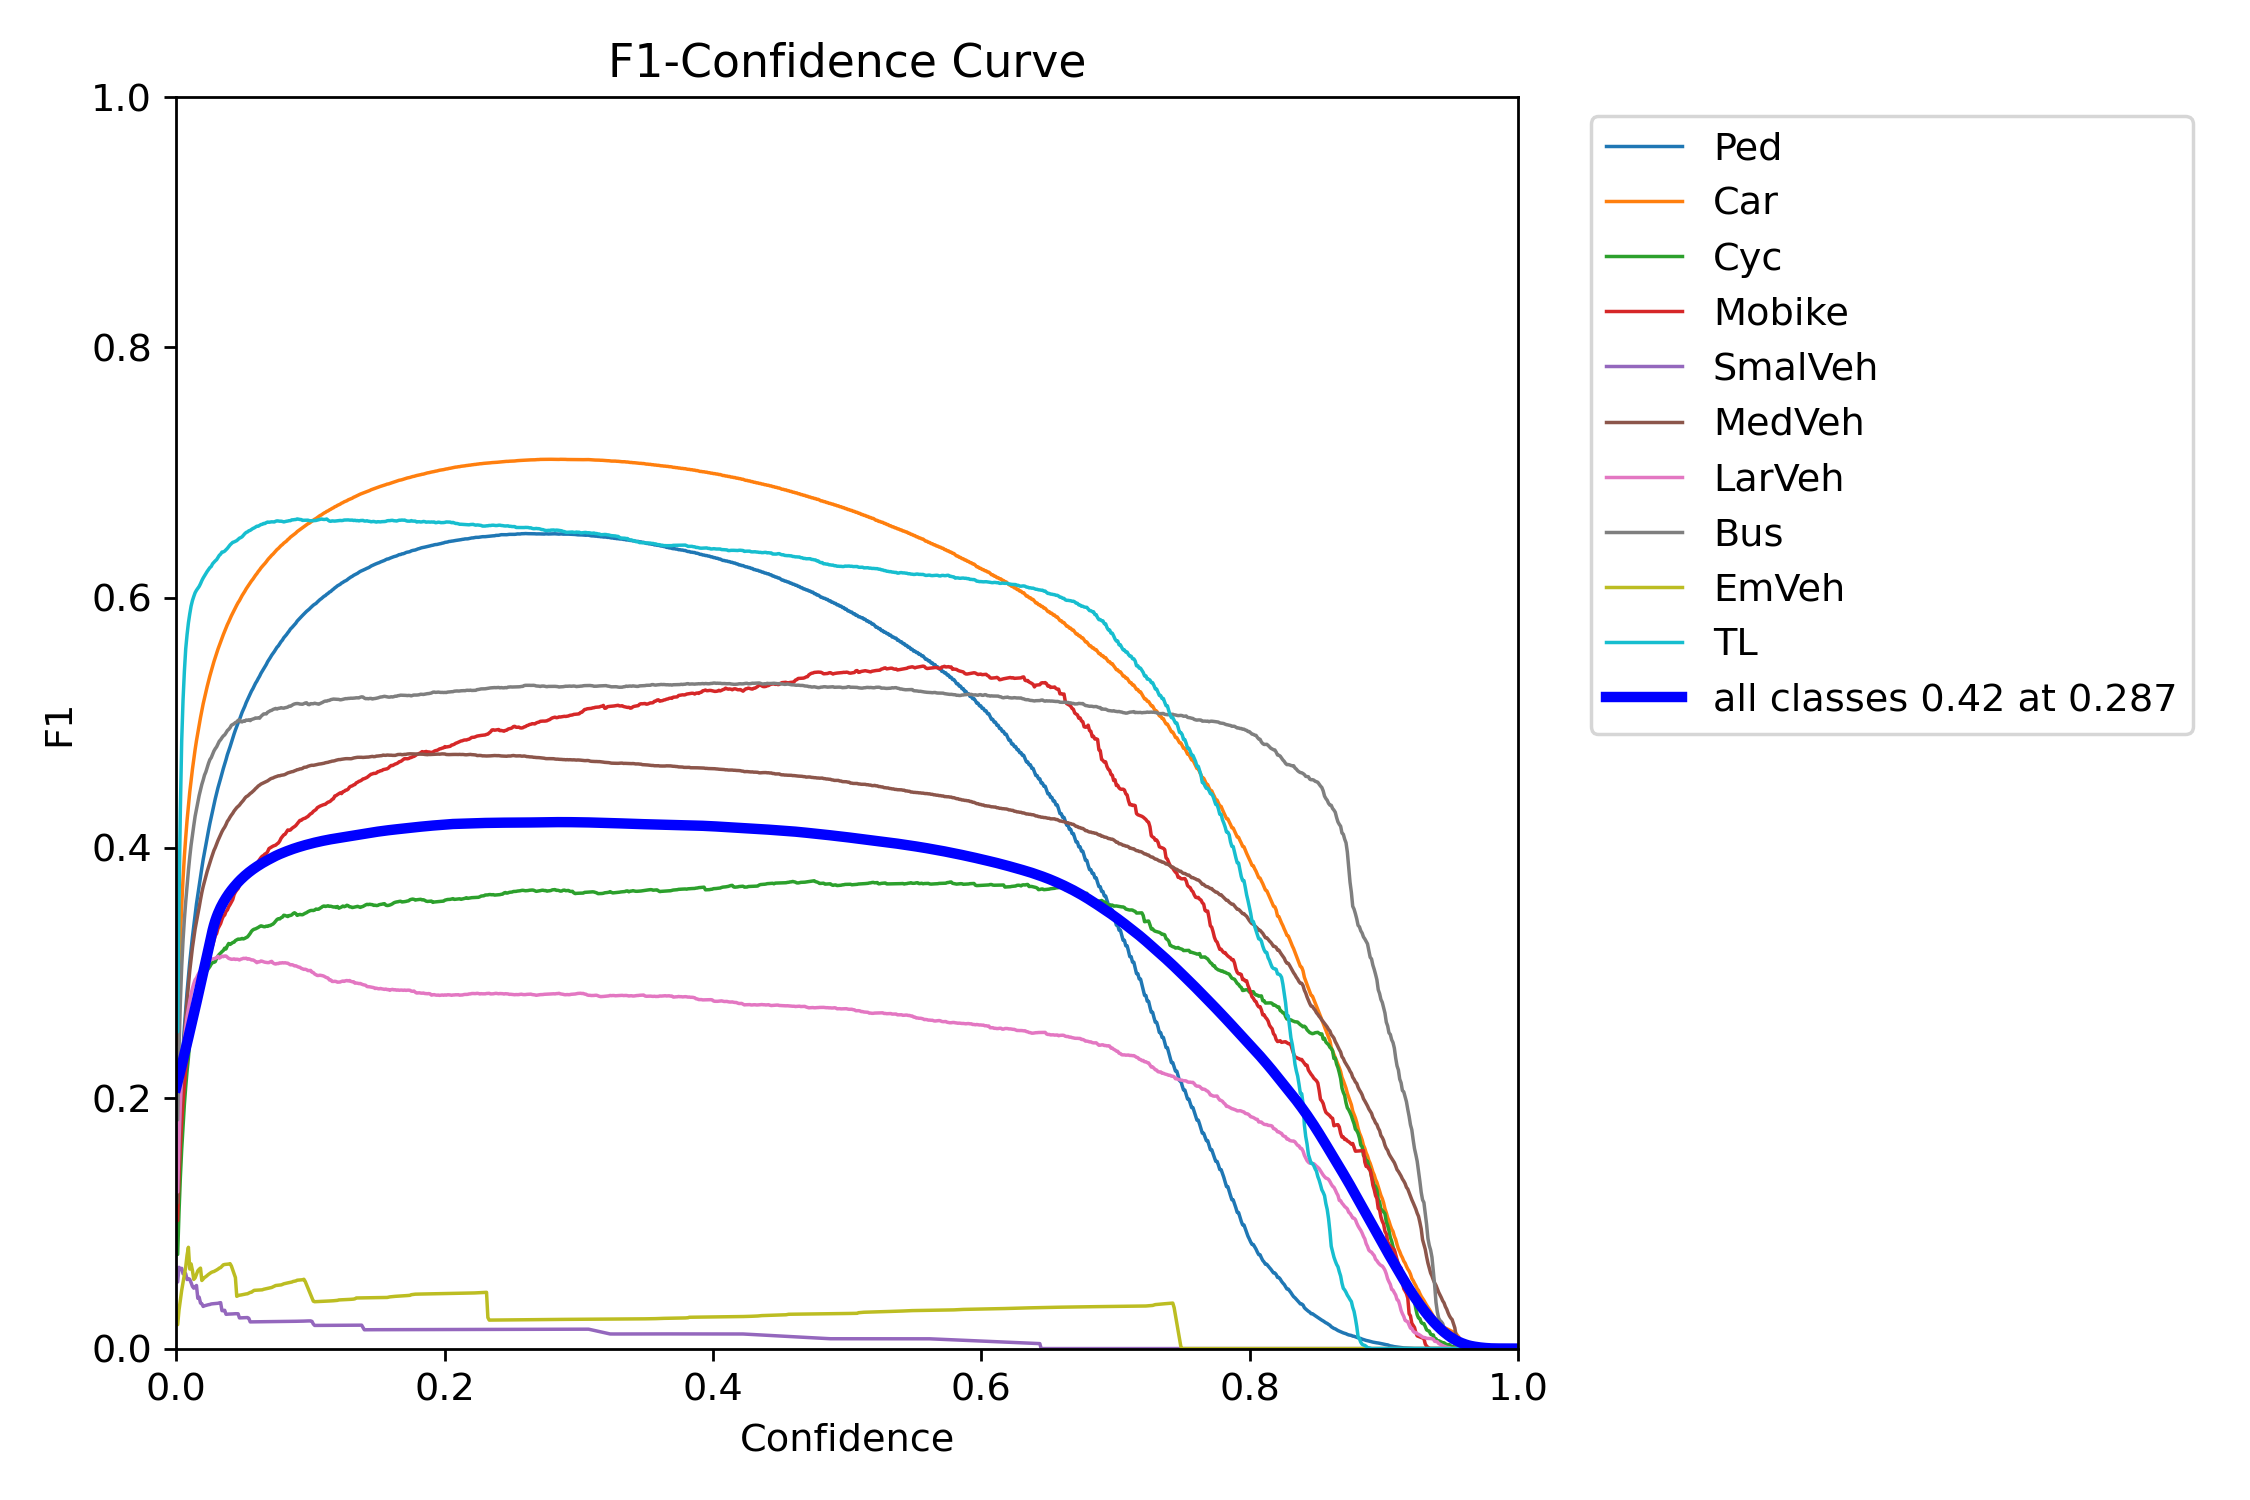 F1-Confidence Curve
1.0
0.8
0.6
0.4
0.2
0.0
F1
0.0 0.2 0.4 0.6 0.8 1.0
Confidence
Ped
Car
Cyc
Mobike
SmalVeh
MedVeh
LarVeh
Bus
EmVeh
TL
all classes 0.42 at 0.287